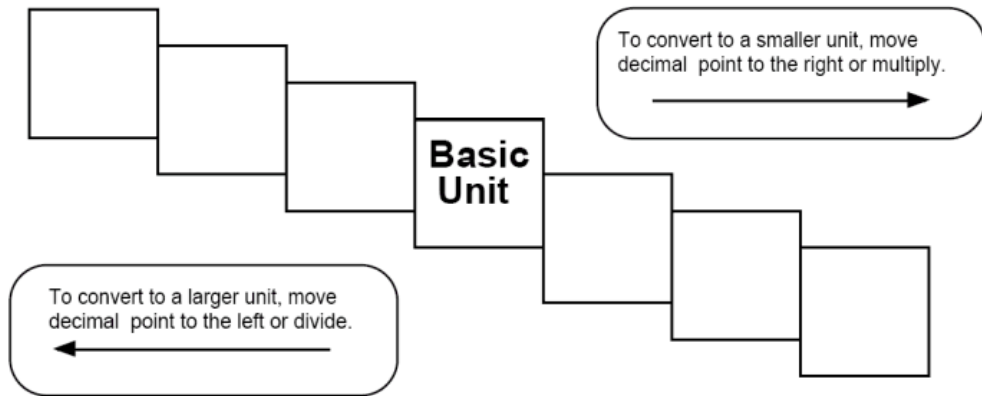 To convert to a smaller unit, move
decimal point to the right or multiply.
Basic
Unit
To convert to a larger unit, move
decimal point to the left or divide.